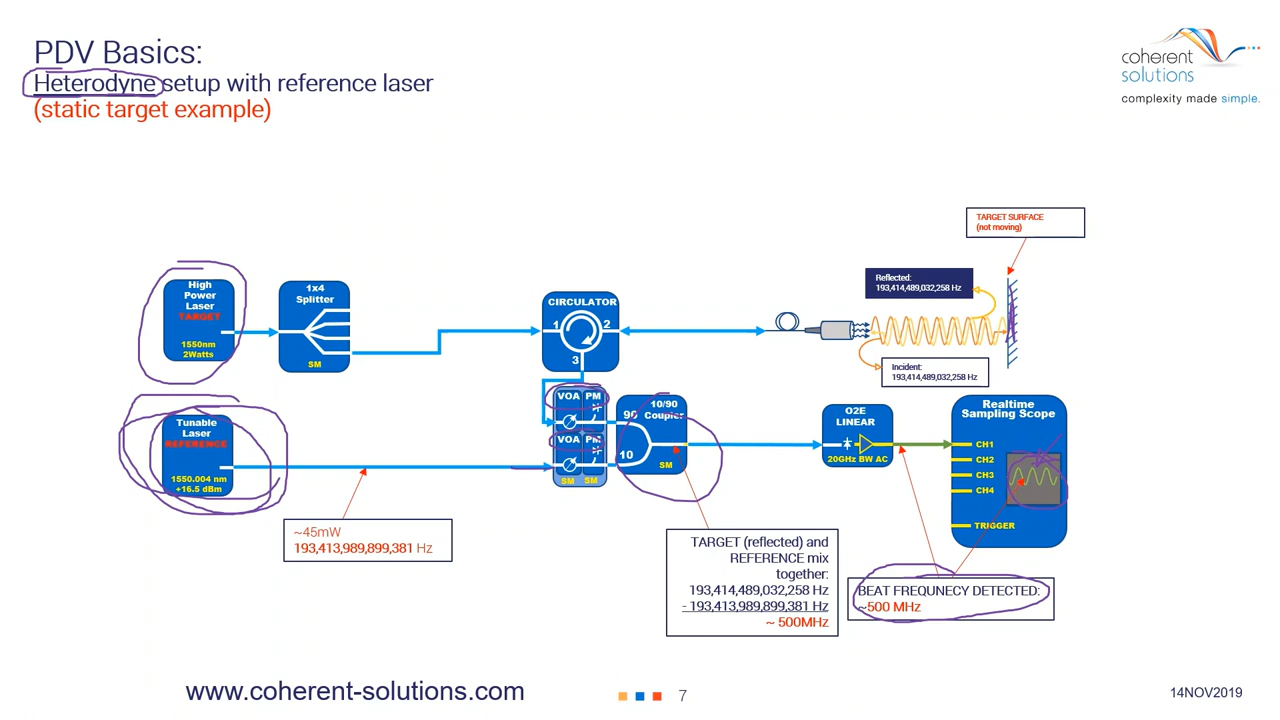 PDV Basics:
Heterodyne setup with reference laser
(static target example)
coherent
solutions
complexity made simple.
TARGET SURFACE
(not moving)
High
Power
Laser
TARGET
1550nm
2Watts
1x4
Splitter
SM
CIRCULATOR
1
2
3
Reflected:
193,414,489,032,258 Hz
Incident:
193,414,489,032,258 Hz
VOA
PM
VOA
PM
SM
SM
10/90
Coupler
90
10
SM
Tunable
Laser
REFERENCE
1550.004 nm
+16.5 dBm
O2E
LINEAR
20GHz BW AC
Realtime
Sampling Scope
CH1
CH2
CH3
CH4
TRIGGER
~45mW
193,413,989,899,381 Hz
TARGET (reflected) and
REFERENCE mix
together:
193,414,489,032,258 Hz
- 193,413,989,899,381 Hz
~ 500MHz
BEAT FREQUNECY DETECTED:
~500 MHz
www.coherent-solutions.com
7
14NOV2019